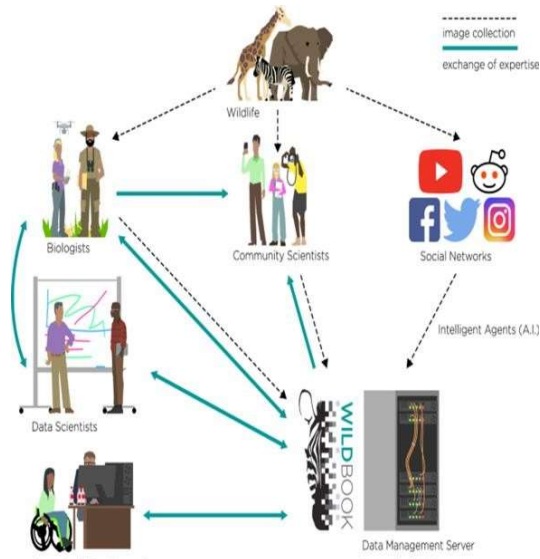 image collection
exchange of expertise
Wildlife
Biologists
Community Scientists
Social Networks
Intelligent Agents (A.I.)
Data Scientists
WILDBOOK
Data Management Server